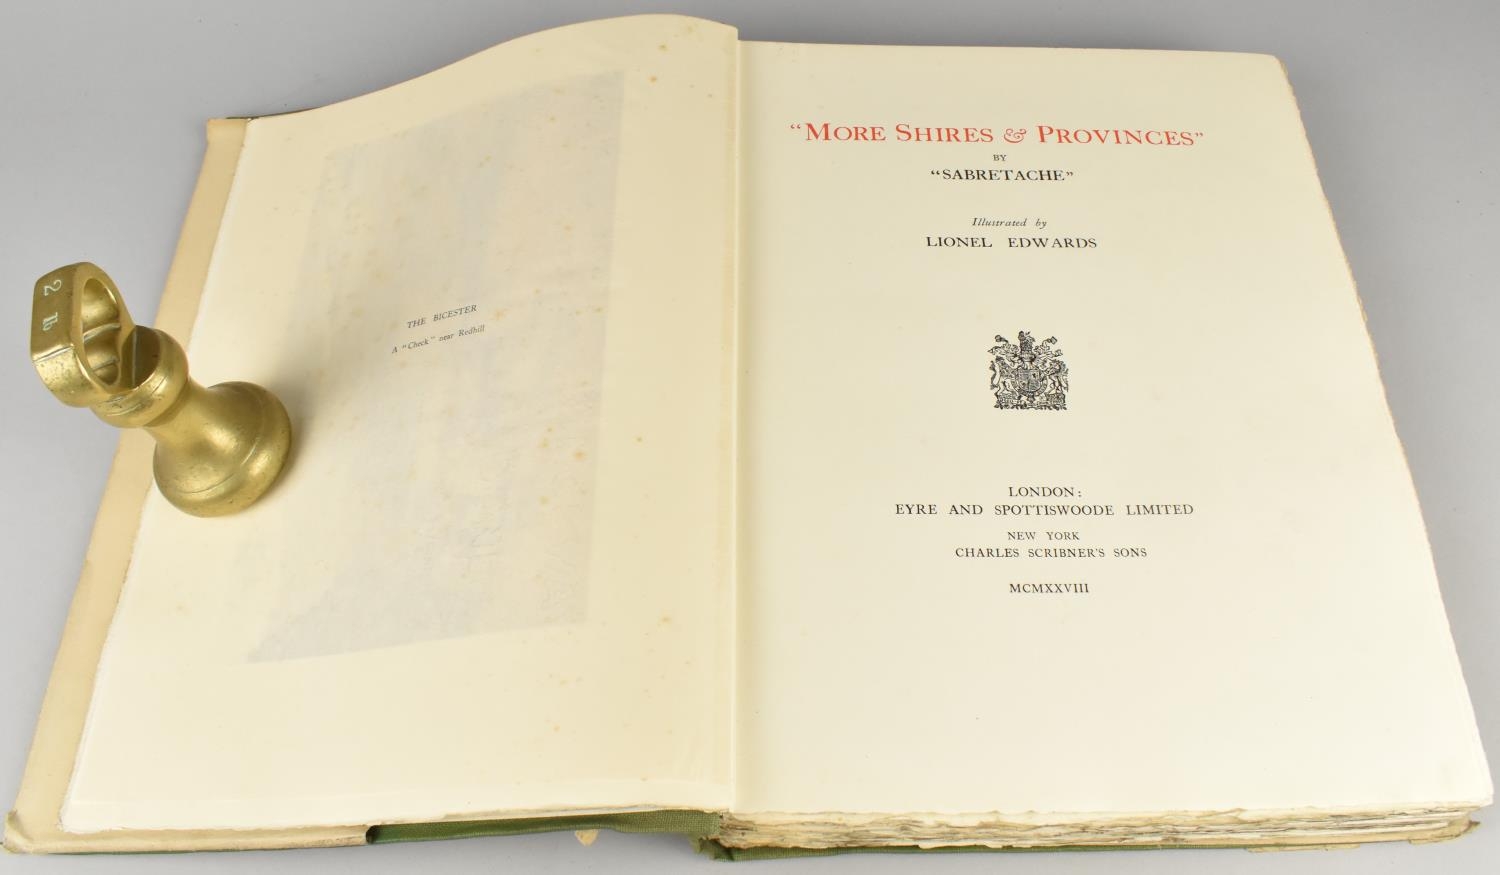 2 lb
THE BICESTER
A "Check" near Redhill
"MORE SHIRES & PROVINCES"
BY
"SABRETACHE"
Illustrated by
LIONEL EDWARDS
LONDON:
EYRE AND SPOTTISWOODE LIMITED
NEW YORK
CHARLES SCRIBNER'S SONS
MCMXXVIII